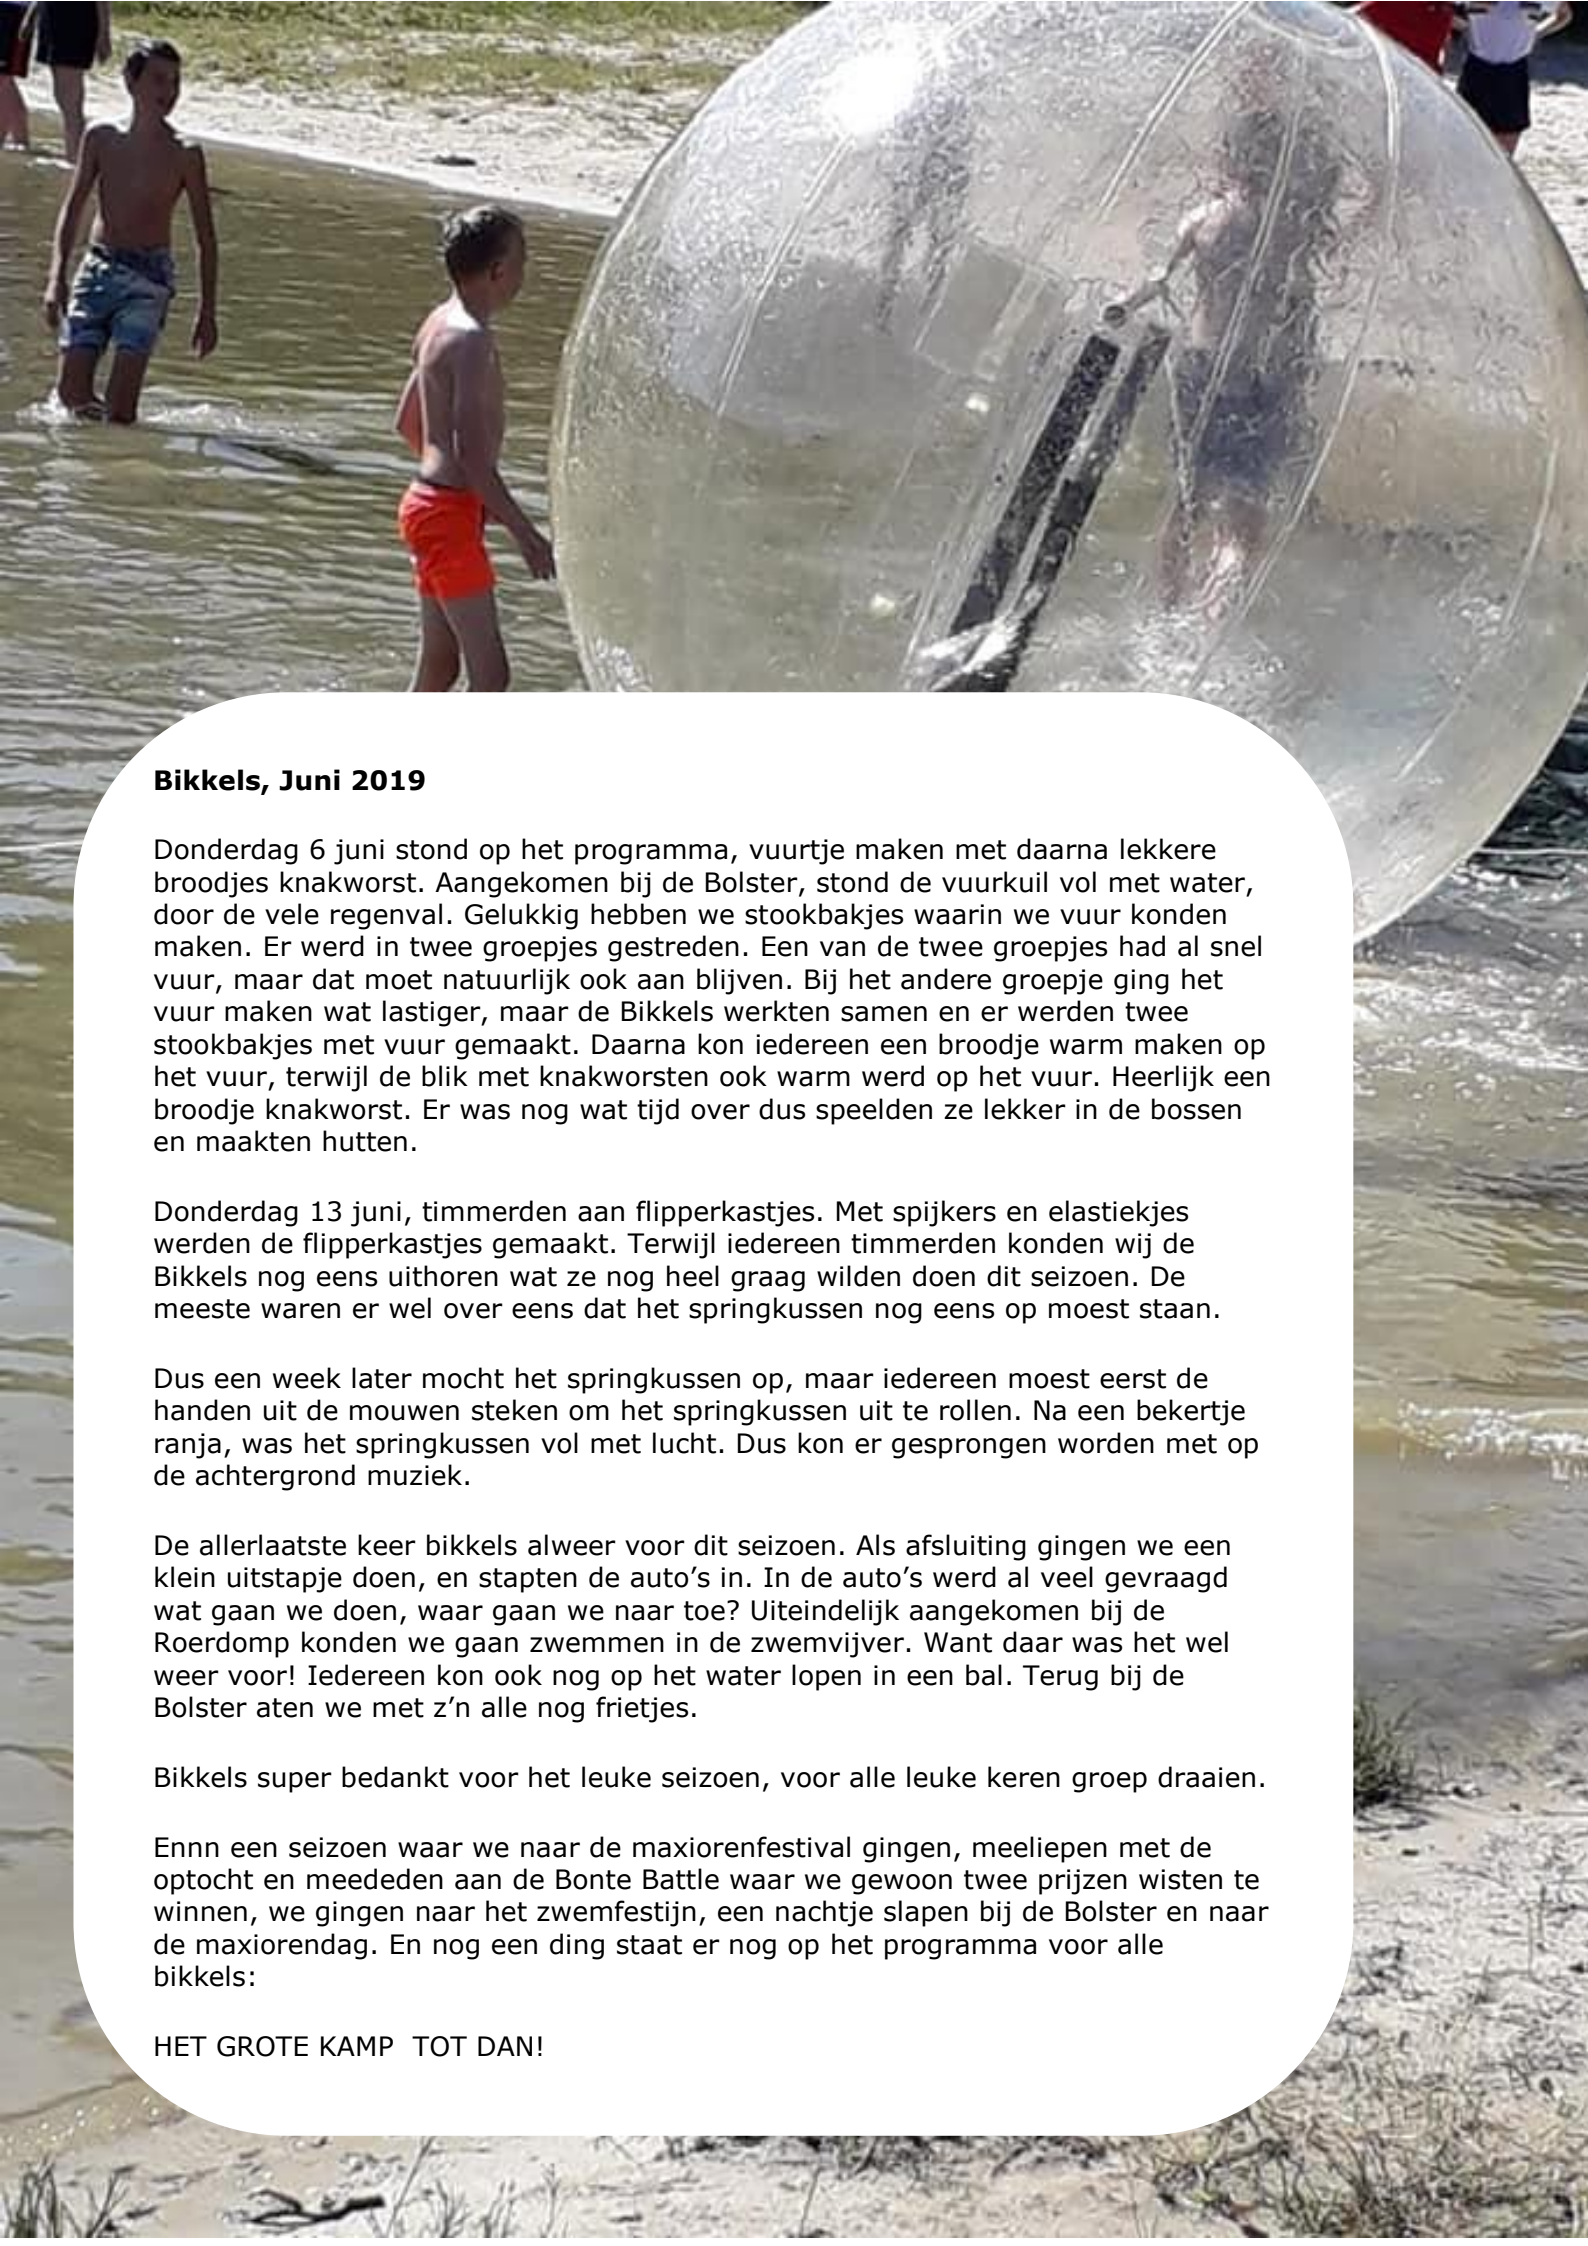 Bikkels, Juni 2019
Donderdag 6 juni stond op het programma, vuurtje maken met daarna lekkere
broodjes knakworst. Aangekomen bij de Bolster, stond de vuurkuil vol met water,
door de vele regenval. Gelukkig hebben we stookbakjes waarin we vuur konden
maken. Er werd in twee groepjes gestreden. Een van de twee groepjes had al snel
vuur, maar dat moet natuurlijk ook aan blijven. Bij het andere groepje ging het
vuur maken wat lastiger, maar de Bikkels werkten samen en er werden twee
stookbakjes met vuur gemaakt. Daarna kon iedereen een broodje warm maken op
het vuur, terwijl de blik met knakworsten ook warm werd op het vuur. Heerlijk een
broodje knakworst. Er was nog wat tijd over dus speelden ze lekker in de bossen
en maakten hutten.
Donderdag 13 juni, timmerden aan flipperkastjes. Met spijkers en elastiekjes
werden de flipperkastjes gemaakt. Terwijl iedereen timmerden konden wij de
Bikkels nog eens uithoren wat ze nog heel graag wilden doen dit seizoen. De
meeste waren er wel over eens dat het springkussen nog eens op moest staan.
Dus een week later mocht het springkussen op, maar iedereen moest eerst de
handen uit de mouwen steken om het springkussen uit te rollen. Na een bekertje
ranja, was het springkussen vol met lucht. Dus kon er gesprongen worden met op
de achtergrond muziek.
De allerlaatste keer bikkels alweer voor dit seizoen. Als afsluiting gingen we een
klein uitstapje doen, en stapten de auto’s in. In de auto’s werd al veel gevraagd
wat gaan we doen, waar gaan we naar toe? Uiteindelijk aangekomen bij de
Roerdomp konden we gaan zwemmen in de zwemvijver. Want daar was het wel
weer voor! Iedereen kon ook nog op het water lopen in een bal. Terug bij de
Bolster aten we met z’n alle nog frietjes.
Bikkels super bedankt voor het leuke seizoen, voor alle leuke keren groep draaien.
Ennn een seizoen waar we naar de maxiorenfestival gingen, meeliepen met de
optocht en meededen aan de Bonte Battle waar we gewoon twee prijzen wisten te
winnen, we gingen naar het zwemfestijn, een nachtje slapen bij de Bolster en naar
de maxiorendag. En nog een ding staat er nog op het programma voor alle
bikkels:
HET GROTE KAMP  TOT DAN!